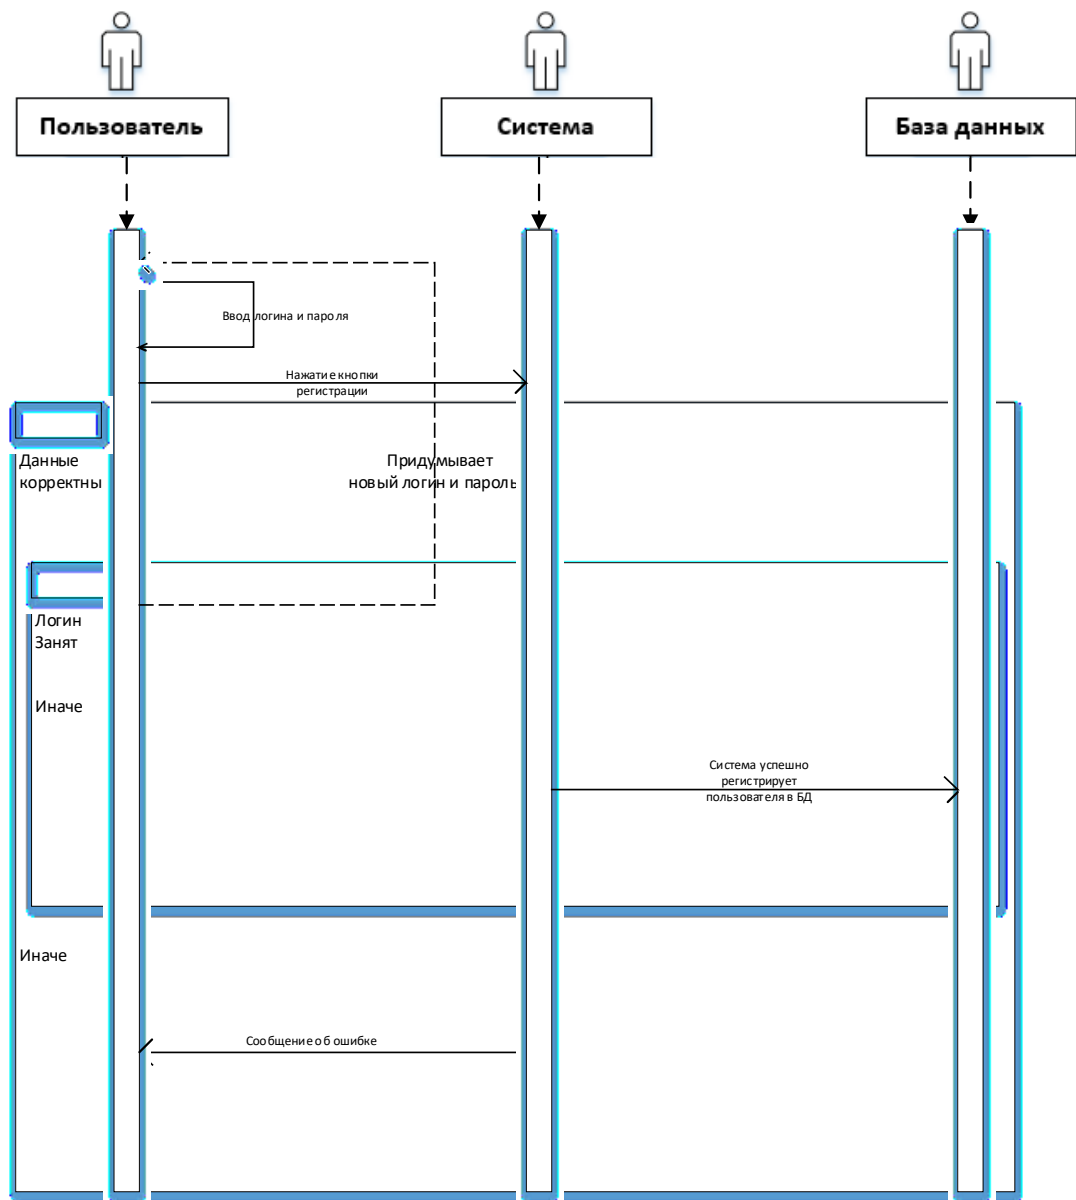 Пользователь
Система
База данных
Ввод логина и пароля
Нажатие кнопки
регистрации
Данные
корректны
Придумывает
новый логин и пароль
Логин
Занят
Иначе
Система успешно
регистрирует
пользователя в БД
Иначе
Сообщение об ошибке